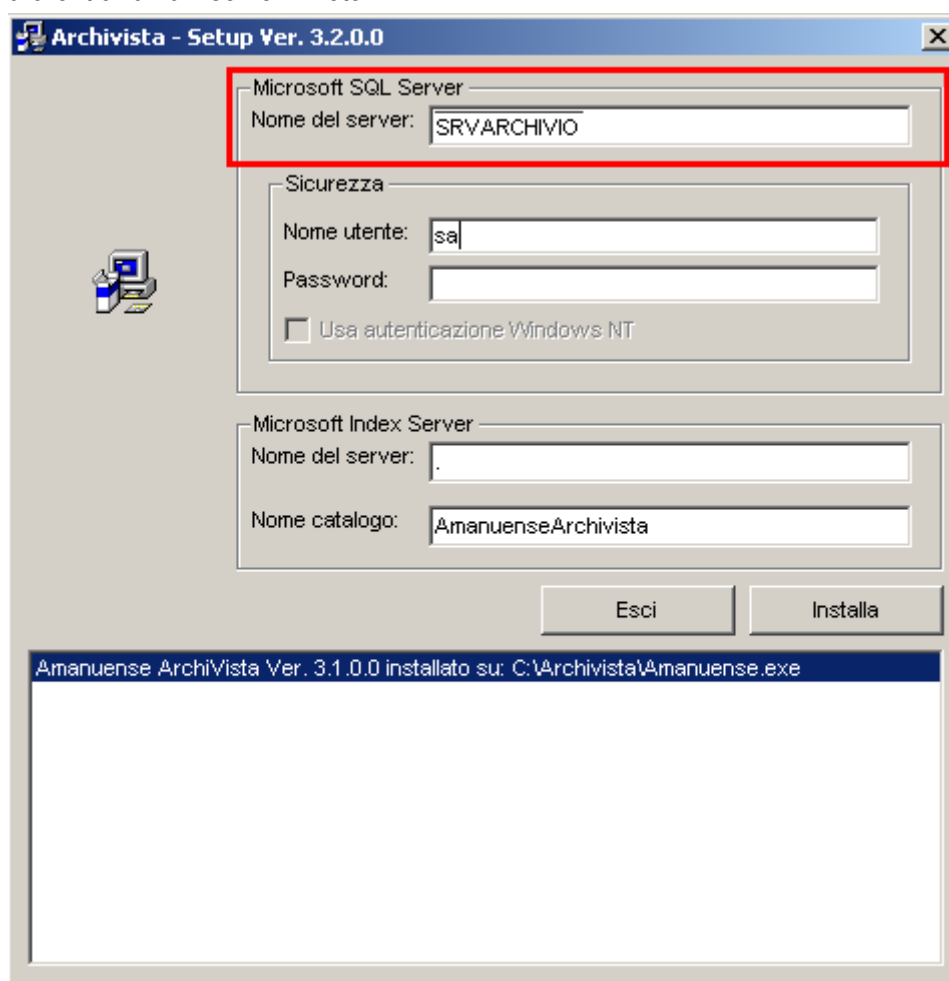 Archivista - Setup Ver. 3.2.0.0
Microsoft SQL Server
Nome del server: SRVARCHIVIO
Sicurezza
Nome utente: sa
Password:
Usa autenticazione Windows NT
Microsoft Index Server
Nome del server: .
Nome catalogo: AmanuenseArchivista
Esci Installa
Amanuense ArchiVista Ver. 3.1.0.0 installato su: C:\Archivista\Amanuense.exe